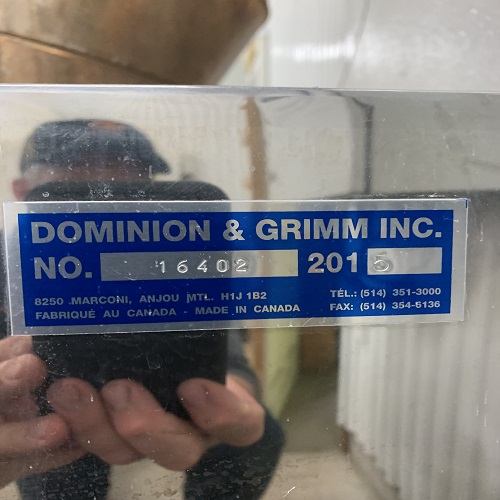 DOMINION & GRIMM INC.
NO. 16402 2015
8250 MARCONI, ANJOU MTL. H1J 1B2 TÉL.: (514) 351-3000
FABRIQUÉ AU CANADA - MADE IN CANADA FAX: (514) 354-6136